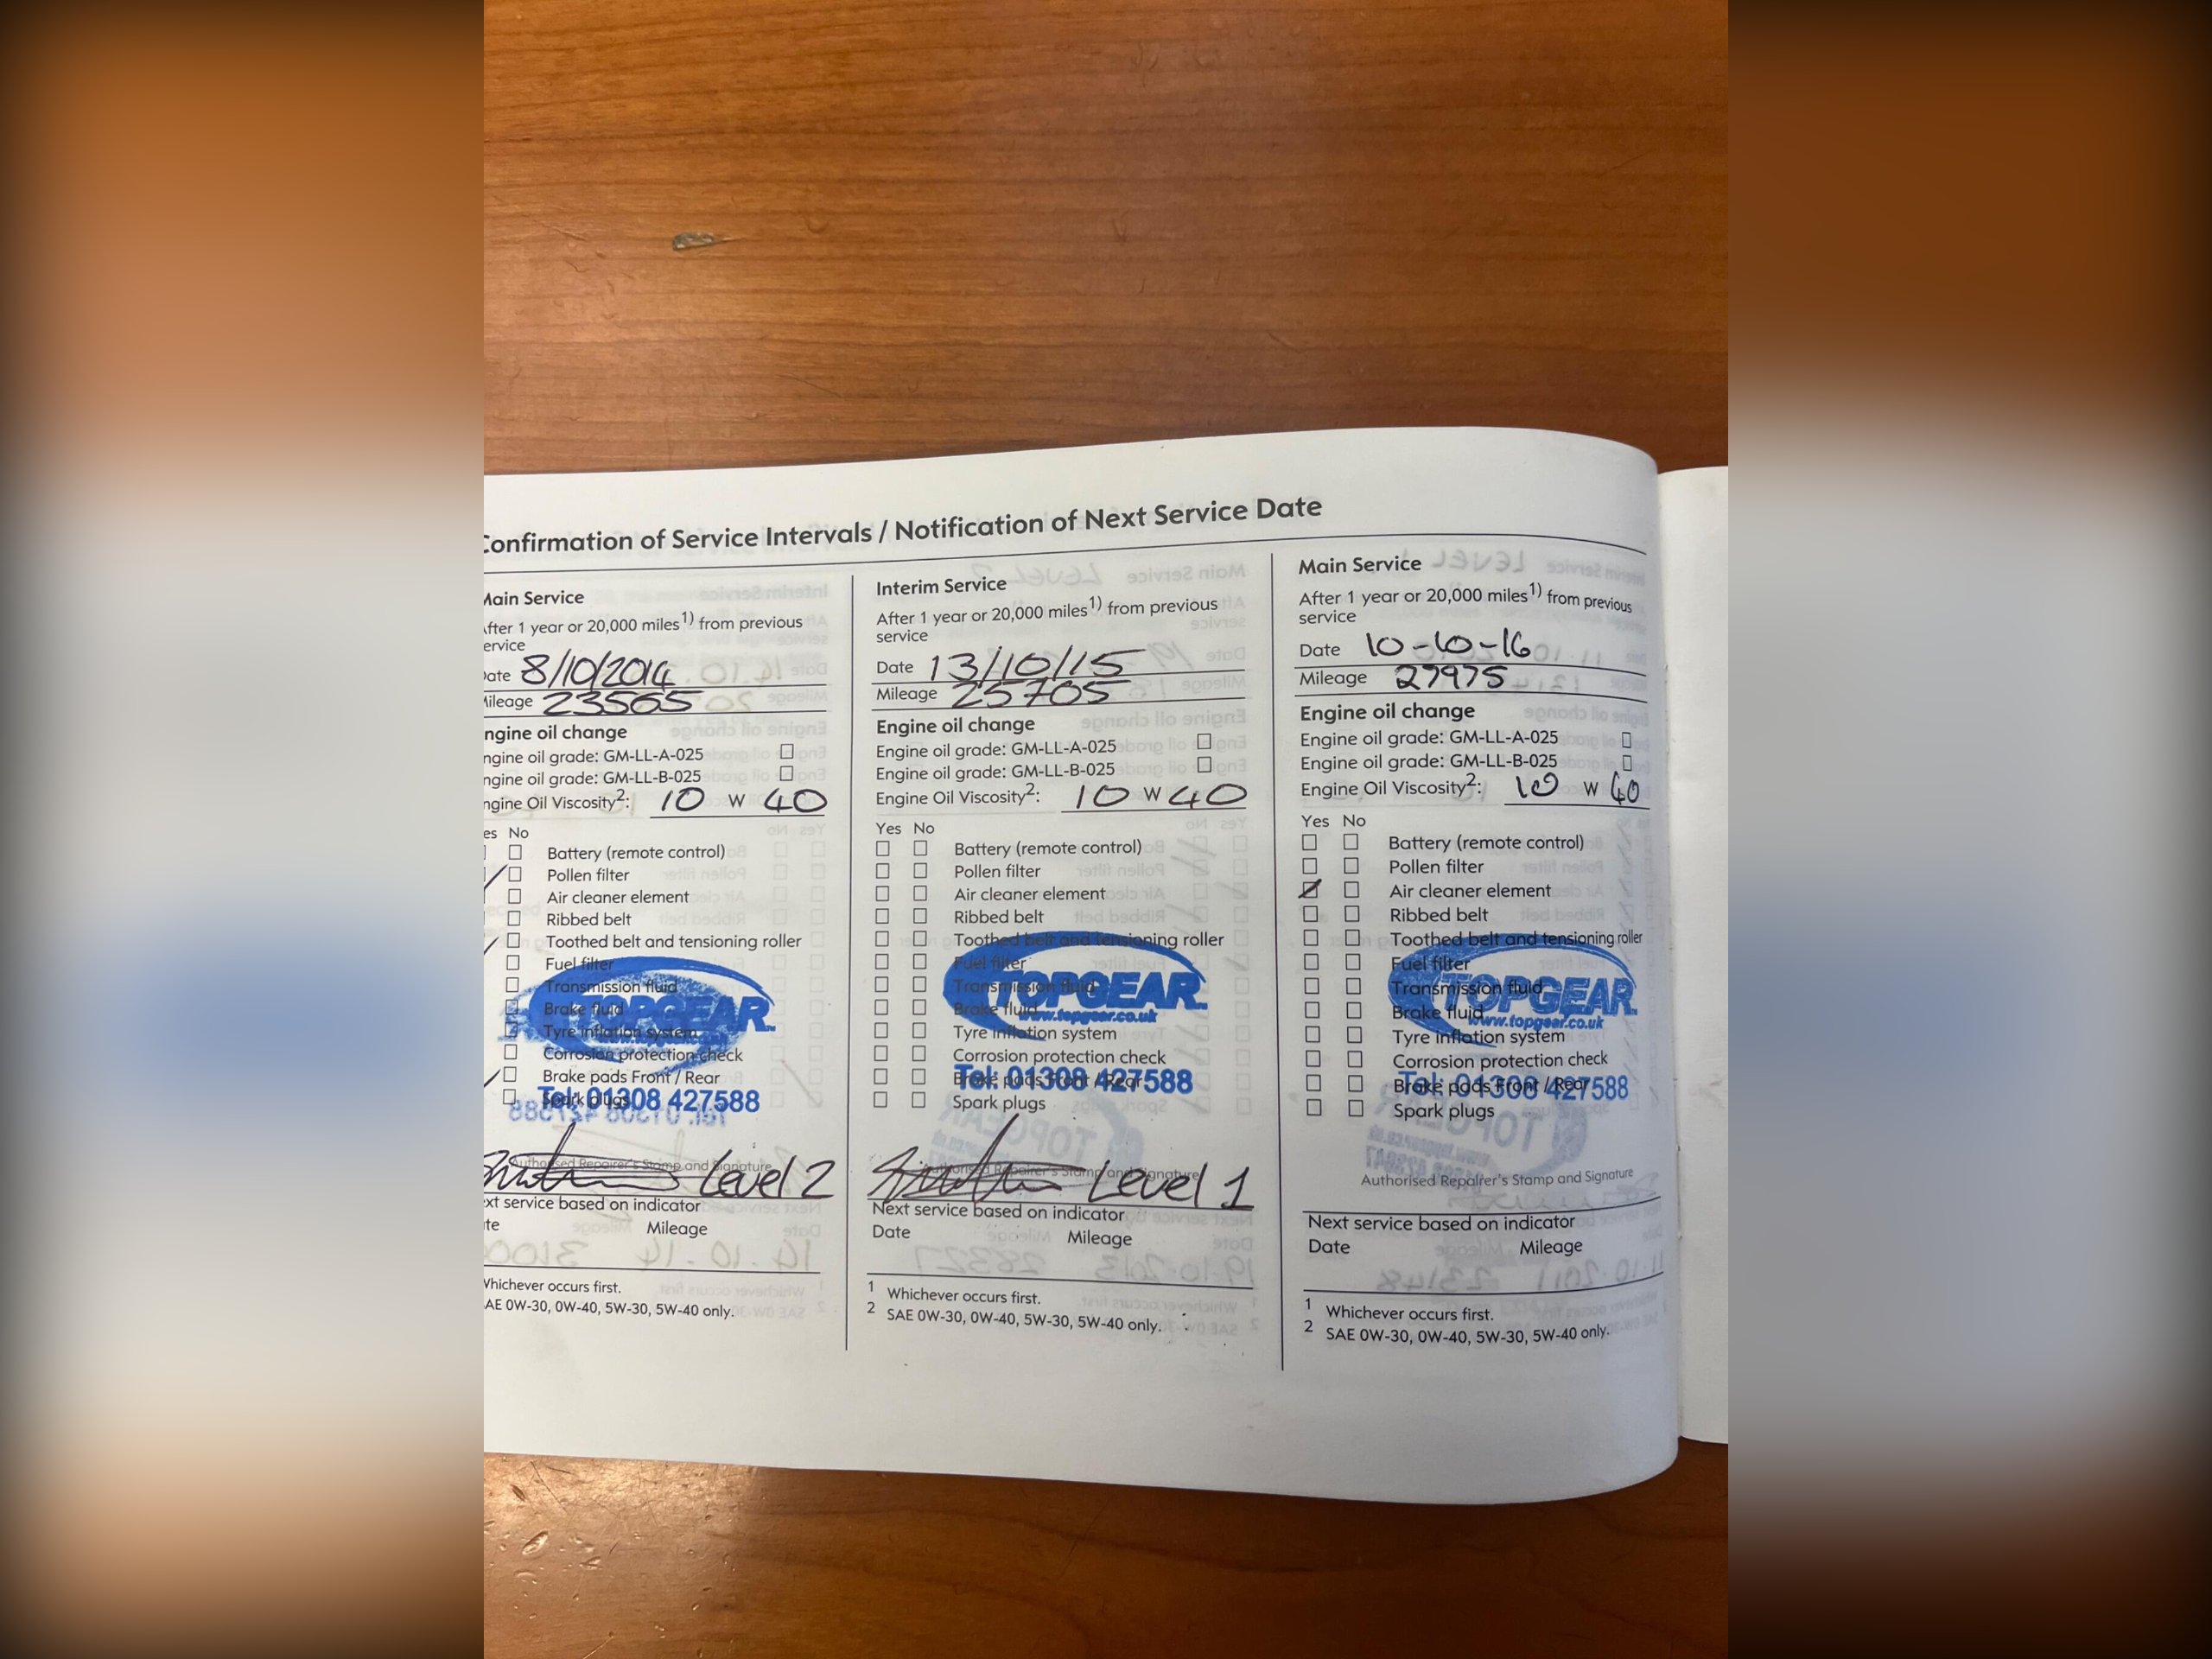 Confirmation of Service Intervals / Notification of Next Service Date
Main Service
After 1 year or 20,000 miles1) from previous
service
Date 8/10/2014
Mileage 23565
Engine oil change
Engine oil grade: GM-LL-A-025
Engine oil grade: GM-LL-B-025
Engine Oil Viscosity2: 10 W 40
Yes No
Battery (remote control)
Pollen filter
Air cleaner element
Ribbed belt
Toothed belt and tensioning roller
Fuel filter
Transmission fluid
Brake fluid
TOPGEAR
Tyre inflation system
Corrosion protection check
Brake pads Front / Rear
Spark plugs
Tel: 01308 427588
Authorised Repairer's Stamp and Signature
Level 2
Next service based on indicator
Date Mileage
Whichever occurs first.
SAE 0W-30, 0W-40, 5W-30, 5W-40 only.
Interim Service
After 1 year or 20,000 miles1) from previous
service
Date 13/10/15
Mileage 25705
Engine oil change
Engine oil grade: GM-LL-A-025
Engine oil grade: GM-LL-B-025
Engine Oil Viscosity2: 10 W 40
Yes No
Battery (remote control)
Pollen filter
Air cleaner element
Ribbed belt
Toothed belt and tensioning roller
Fuel filter
Transmission fluid
TOPGEAR
Brake fluid
www.topgear.co.uk
Tyre inflation system
Corrosion protection check
Brake pads Front / Rear
Tel: 01308 427588
Spark plugs
Authorised Repairer's Stamp and Signature
Level 1
Next service based on indicator
Date Mileage
1 Whichever occurs first.
2 SAE 0W-30, 0W-40, 5W-30, 5W-40 only.
Main Service
After 1 year or 20,000 miles1) from previous
service
Date 10-10-16
Mileage 27975
Engine oil change
Engine oil grade: GM-LL-A-025
Engine oil grade: GM-LL-B-025
Engine Oil Viscosity2: 10 W 40
Yes No
Battery (remote control)
Pollen filter
Air cleaner element
Ribbed belt
Toothed belt and tensioning roller
Fuel filter
Transmission fluid
TOPGEAR
Brake fluid
www.topgear.co.uk
Tyre inflation system
Corrosion protection check
Brake pads Front / Rear
Tel: 01308 427588
Spark plugs
Authorised Repairer's Stamp and Signature
Next service based on indicator
Date Mileage
1 Whichever occurs first.
2 SAE 0W-30, 0W-40, 5W-30, 5W-40 only.